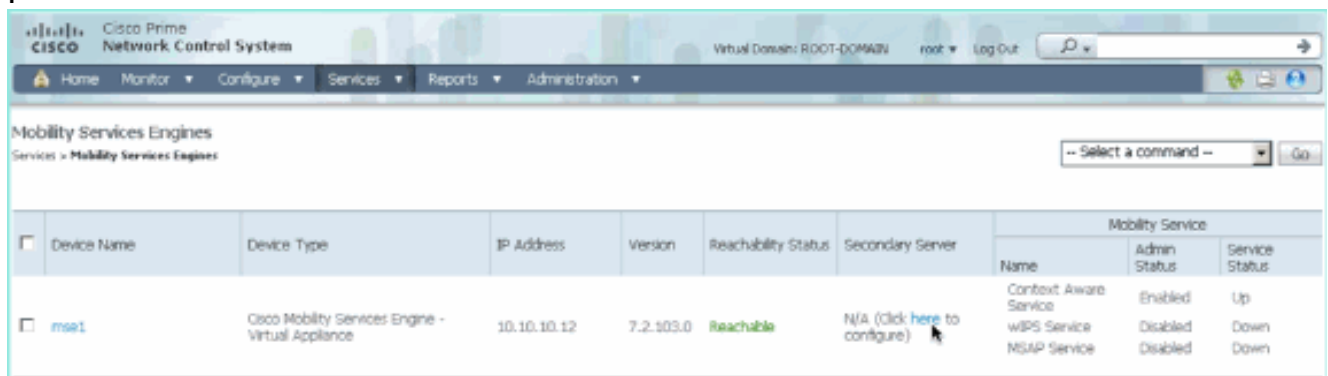 Cisco Prime
CISCO Network Control System
Virtual Domain: ROOT-DOMAIN root Log Out
Home Monitor Configure Services Reports Administration
Mobility Services Engines
Services > Mobility Services Engines
-- Select a command -- Go
Mobility Service
Device Name Device Type IP Address Version Reachability Status Secondary Server Name Admin Status Service Status
mse1 Cisco Mobility Services Engine - Virtual Appliance 10.10.10.12 7.2.103.0 Reachable N/A (Click here to configure)
Context Aware Service Enabled Up
wIPS Service Disabled Down
MSAP Service Disabled Down